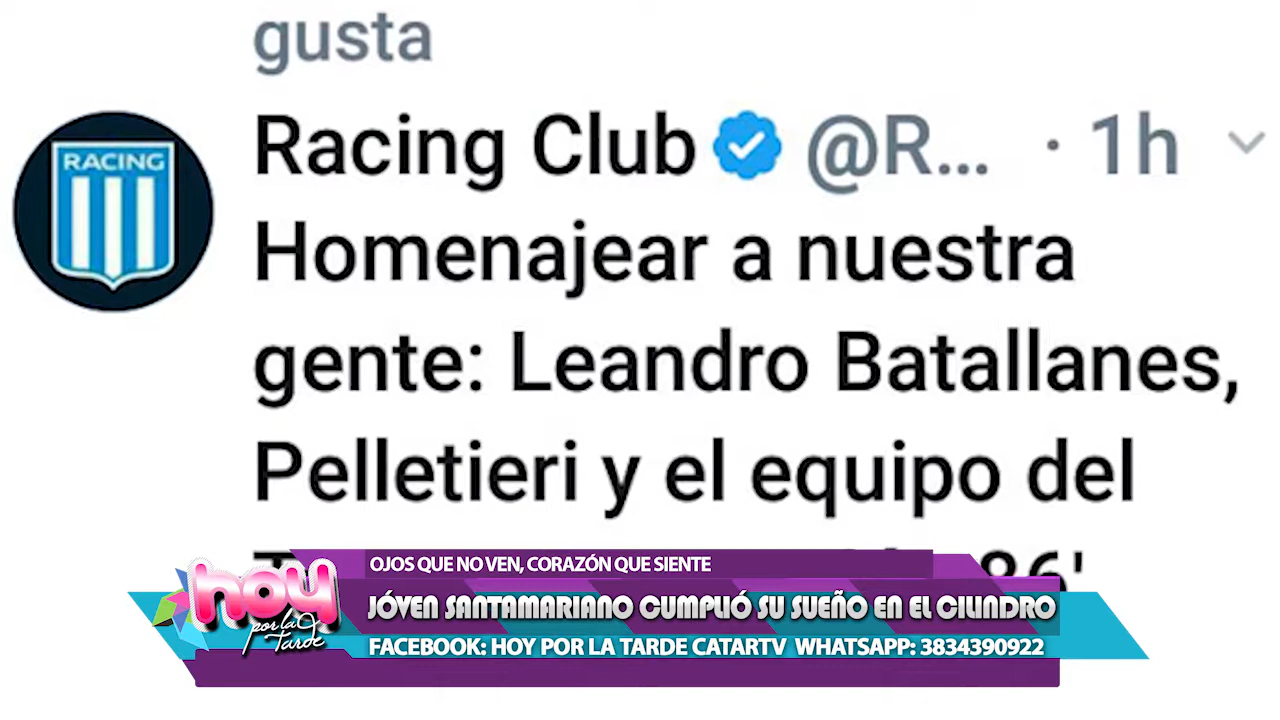 gusta
Racing Club @R... · 1h
RACING
Homenajear a nuestra
gente: Leandro Batallanes,
Pelletieri y el equipo del
86'
OJOS QUE NO VEN, CORAZÓN QUE SIENTE
hoy
por la
Tarde
JÓVEN SANTAMARIANO CUMPLIÓ SU SUEÑO EN EL CILINDRO
FACEBOOK: HOY POR LA TARDE CATARTV WHATSAPP: 3834390922